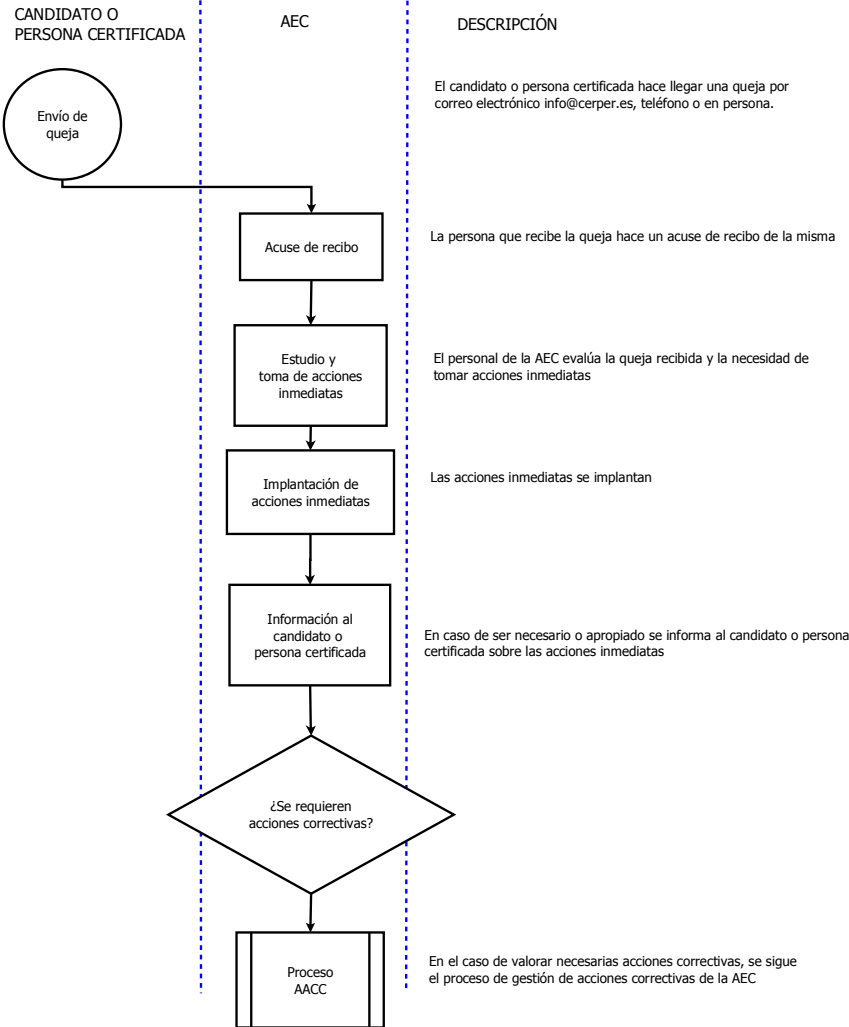 CANDIDATO O
PERSONA CERTIFICADA
AEC
DESCRIPCIÓN
Envío de
queja
El candidato o persona certificada hace llegar una queja por
correo electrónico info@cerper.es, teléfono o en persona.
Acuse de recibo
La persona que recibe la queja hace un acuse de recibo de la misma
Estudio y
toma de acciones
inmediatas
El personal de la AEC evalúa la queja recibida y la necesidad de
tomar acciones inmediatas
Implantación de
acciones inmediatas
Las acciones inmediatas se implantan
Información al
candidato o
persona certificada
En caso de ser necesario o apropiado se informa al candidato o persona
certificada sobre las acciones inmediatas
¿Se requieren
acciones correctivas?
Proceso
AACC
En el caso de valorar necesarias acciones correctivas, se sigue
el proceso de gestión de acciones correctivas de la AEC